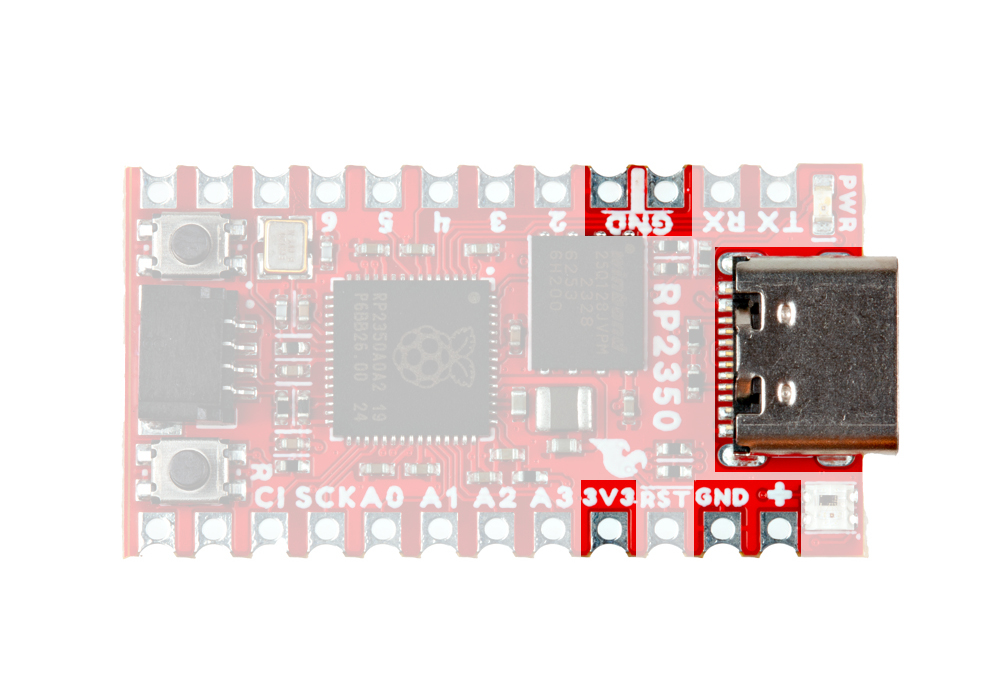 6 5 4 3 2 GND RX TX
PWR
RP2350
RP2350A0A2
P6BB26.00 19
24
R
CI SCK A0 A1 A2 A3 3V3 RST GND +